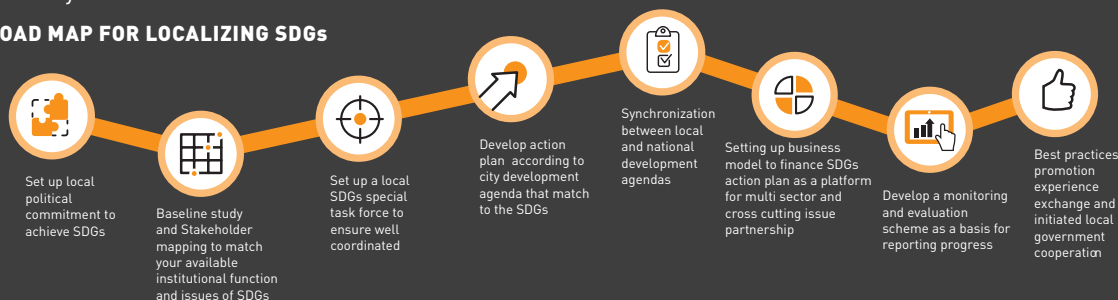 OAD MAP FOR LOCALIZING SDGs
Set up local
political
commitment to
achieve SDGs
Baseline study
and Stakeholder
mapping to match
your available
institutional function
and issues of SDGs
Set up a local
SDGs special
task force to
ensure well
coordinated
Develop action
plan according to
city development
agenda that match
to the SDGs
Synchronization
between local
and national
development
agendas
Setting up business
model to finance SDGs
action plan as a platform
for multi sector and
cross cutting issue
partnership
Develop a monitoring
and evaluation
scheme as a basis for
reporting progress
Best practices
promotion
experience
exchange and
initiated local
government
cooperation